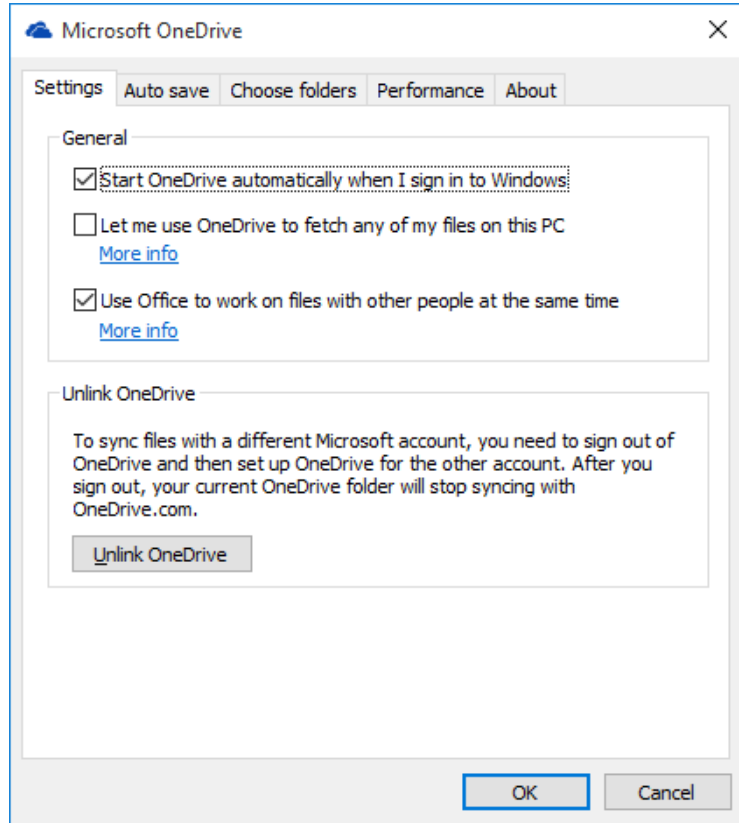 Microsoft OneDrive
Settings Auto save Choose folders Performance About
General
Start OneDrive automatically when I sign in to Windows
Let me use OneDrive to fetch any of my files on this PC
More info
Use Office to work on files with other people at the same time
More info
Unlink OneDrive
To sync files with a different Microsoft account, you need to sign out of
OneDrive and then set up OneDrive for the other account. After you
sign out, your current OneDrive folder will stop syncing with
OneDrive.com.
Unlink OneDrive
OK Cancel